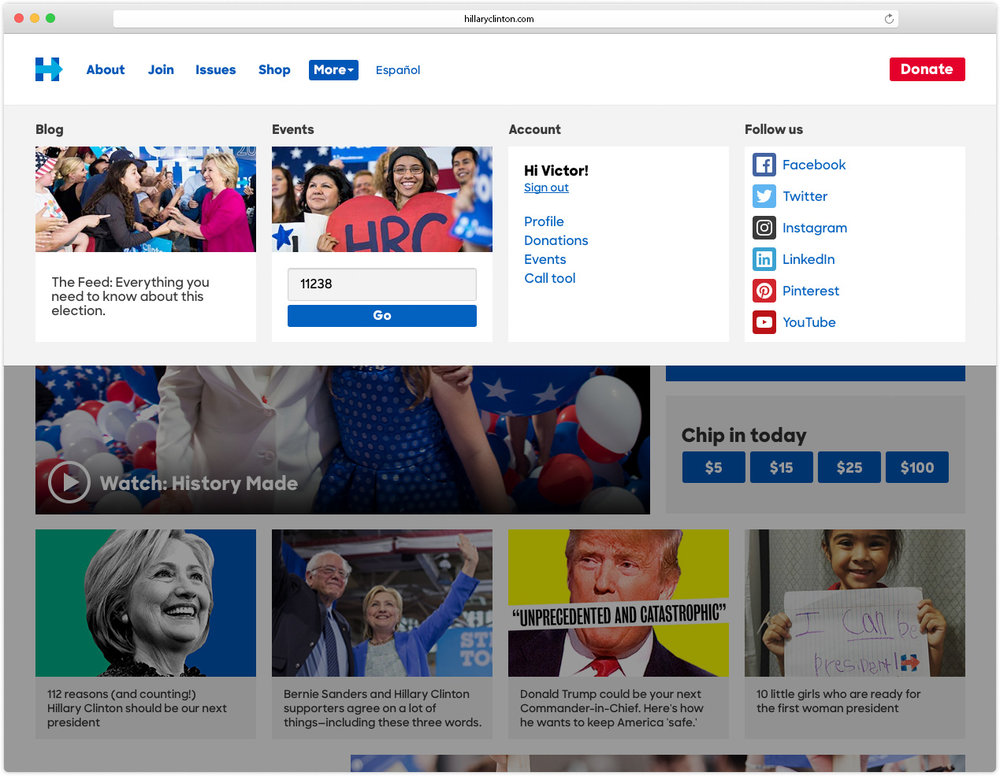 hillaryclinton.com
H About Join Issues Shop More Español Donate
Blog
The Feed: Everything you
need to know about this
election.
Events
HRC
11238
Go
Account
Hi Victor!
Sign out
Profile
Donations
Events
Call tool
Follow us
Facebook
Twitter
Instagram
LinkedIn
Pinterest
YouTube
Watch: History Made
Chip in today
$5 $15 $25 $100
112 reasons (and counting!)
Hillary Clinton should be our next
president
Bernie Sanders and Hillary Clinton
supporters agree on a lot of
things—including these three words.
"UNPRECEDENTED AND CATASTROPHIC"
Donald Trump could be your next
Commander-in-Chief. Here's how
he wants to keep America 'safe.'
I can be
president!
10 little girls who are ready for
the first woman president